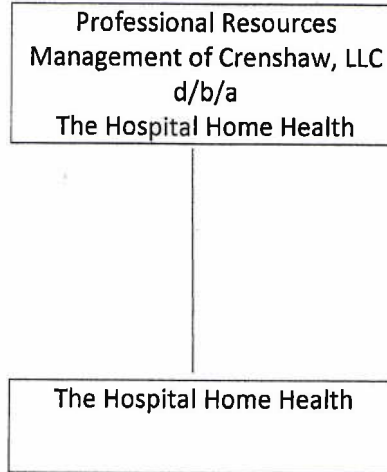 Professional Resources
Management of Crenshaw, LLC
d/b/a
The Hospital Home Health
The Hospital Home Health